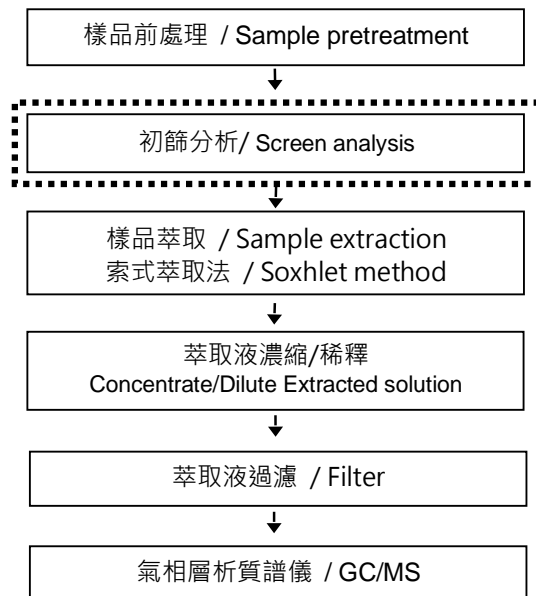 樣品前處理 / Sample pretreatment
初篩分析/ Screen analysis
樣品萃取 / Sample extraction
索式萃取法 / Soxhlet method
萃取液濃縮/稀釋
Concentrate/Dilute Extracted solution
萃取液過濾 / Filter
氣相層析質譜儀 / GC/MS